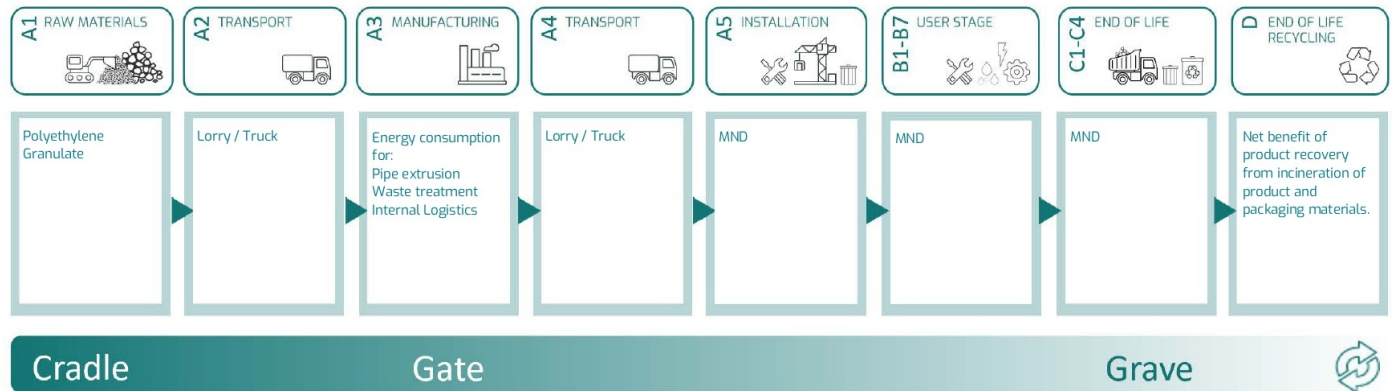 A1 RAW MATERIALS
A2 TRANSPORT
A3 MANUFACTURING
A4 TRANSPORT
A5 INSTALLATION
B1-B7 USER STAGE
C1-C4 END OF LIFE
D END OF LIFE
RECYCLING
Polyethylene
Granulate
Lorry / Truck
Energy consumption
for:
Pipe extrusion
Waste treatment
Internal Logistics
Lorry / Truck
MND
MND
MND
Net benefit of
product recovery
from incineration of
product and
packaging materials.
Cradle
Gate
Grave